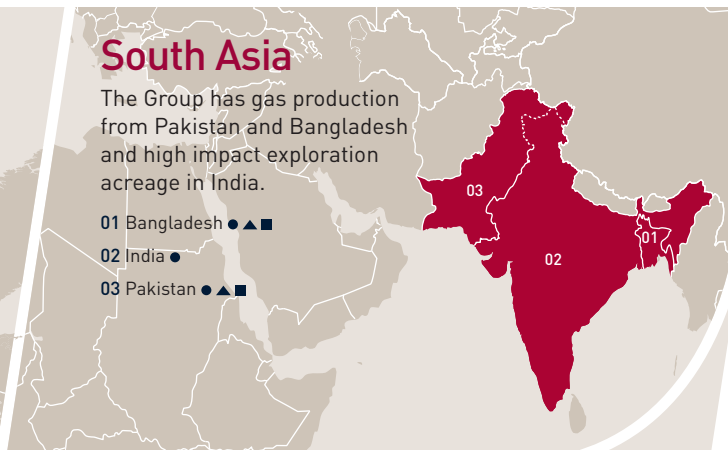 South Asia
The Group has gas production
from Pakistan and Bangladesh
and high impact exploration
acreage in India.
01 Bangladesh ● ▲ ■
02 India ●
03 Pakistan ● ▲ ■
03
01
02